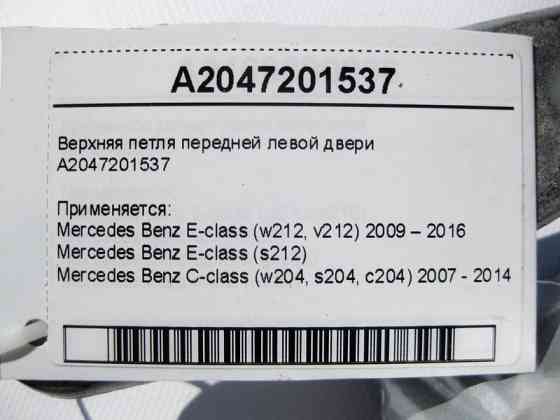 A2047201537
Верхняя петля передней левой двери
A2047201537
Применяется:
Mercedes Benz E-class (w212, v212) 2009 – 2016
Mercedes Benz E-class (s212)
Mercedes Benz C-class (w204, s204, c204) 2007 - 2014